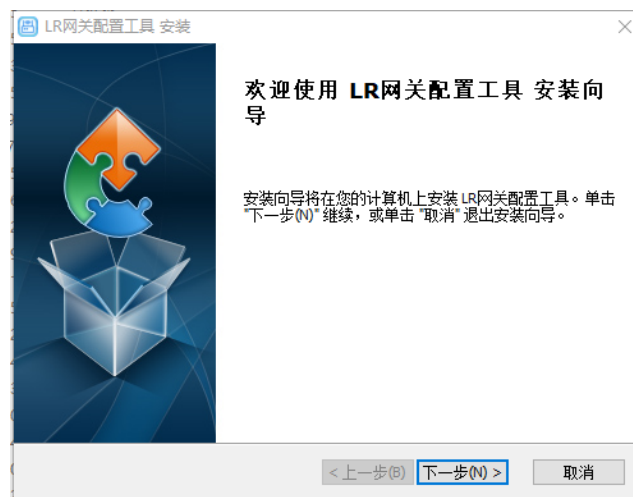 LR网关配置工具 安装
欢迎使用 LR网关配置工具 安装向
导
安装向导将在您的计算机上安装 LR网关配置工具。单击
"下一步(N)" 继续，或单击 "取消" 退出安装向导。
< 上一步(B) 下一步(N) > 取消